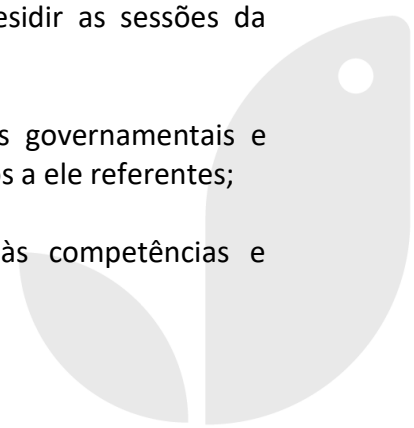 esidir as sessões da
s governamentais e
s a ele referentes;
às competências e